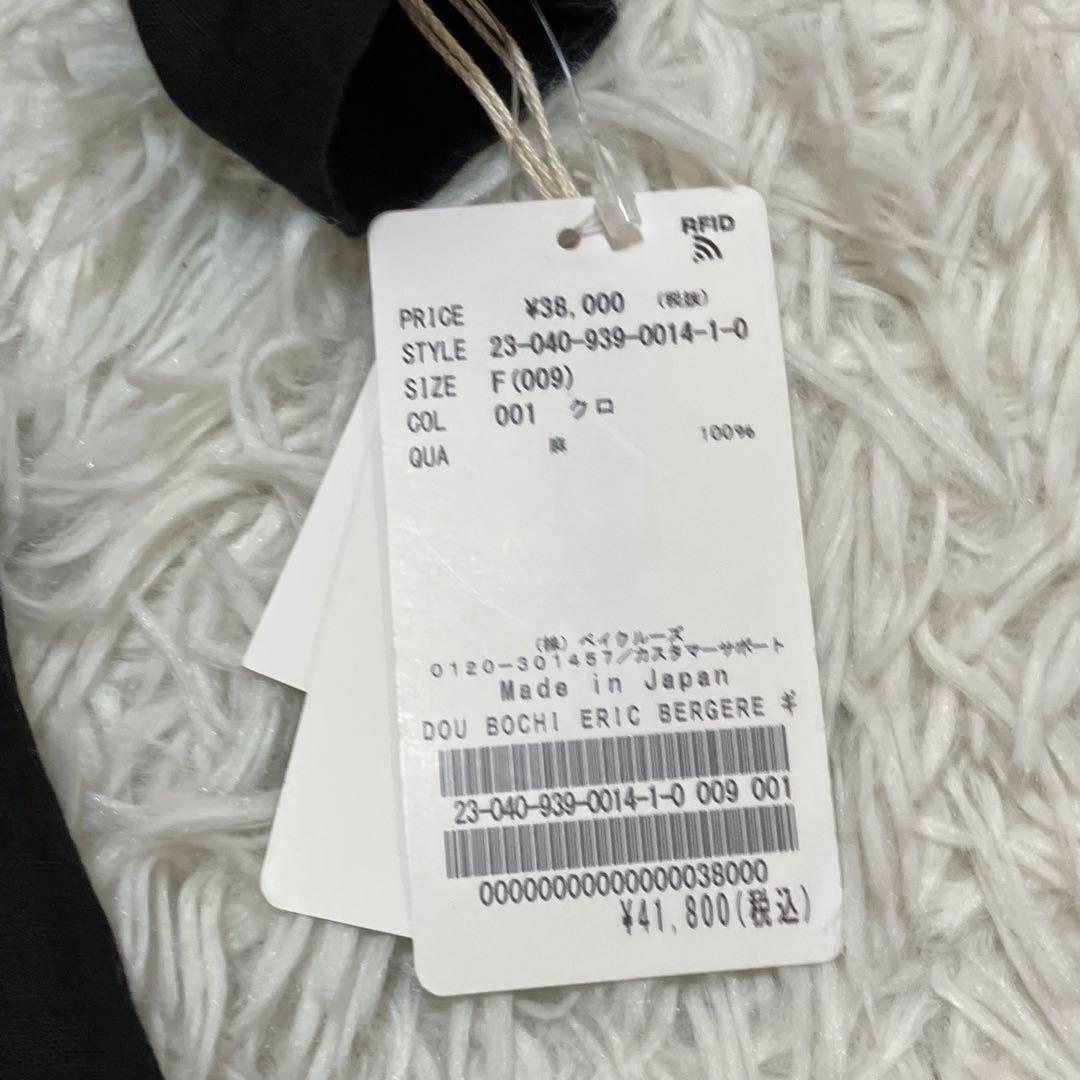 RFID
PRICE ¥38,000 (税抜)
STYLE 23-040-939-0014-1-0
SIZE F(009)
COL 001 クロ
QUA 麻 100%
(株) ベイクルーズ
0120-301457/カスタマーサポート
Made in Japan
DOU BOCHI ERIC BERGERE ギ
23-040-939-0014-1-0 009 001
00000000000000038000
¥41,800(税込)